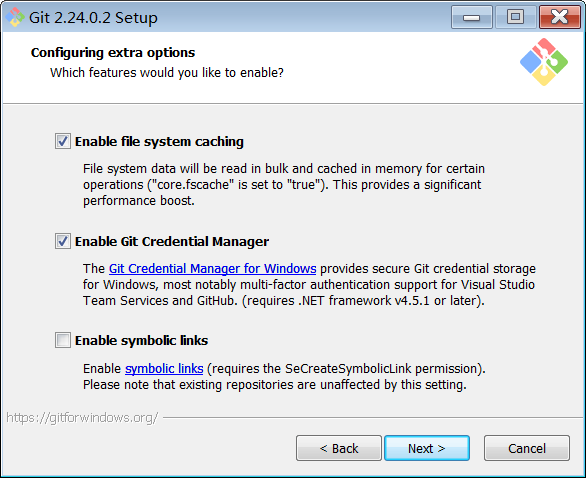 Git 2.24.0.2 Setup
Configuring extra options
Which features would you like to enable?
Enable file system caching
File system data will be read in bulk and cached in memory for certain
operations ("core.fscache" is set to "true"). This provides a significant
performance boost.
Enable Git Credential Manager
The Git Credential Manager for Windows provides secure Git credential storage
for Windows, most notably multi-factor authentication support for Visual Studio
Team Services and GitHub. (requires .NET framework v4.5.1 or later).
Enable symbolic links
Enable symbolic links (requires the SeCreateSymbolicLink permission).
Please note that existing repositories are unaffected by this setting.
https://gitforwindows.org/
< Back Next > Cancel